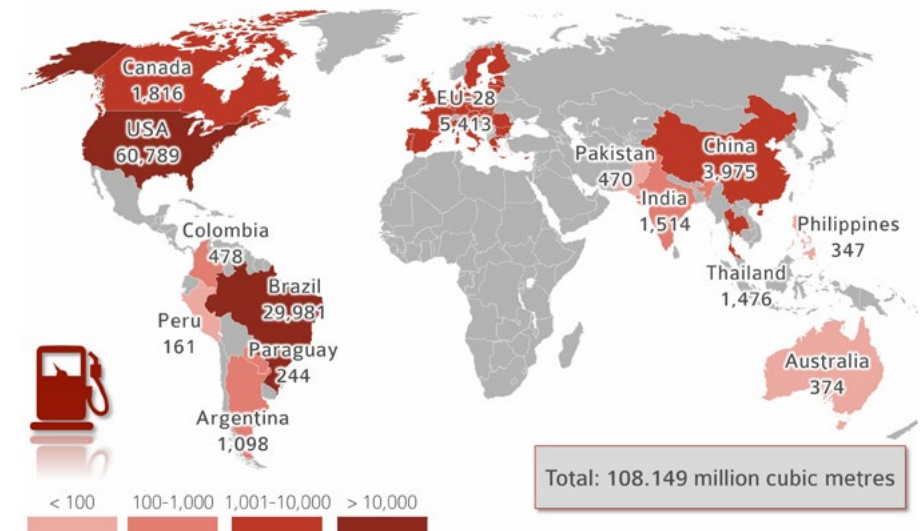 Canada
1,816
USA
60,789
EU-28
5,413
China
3,975
Pakistan
470
India
1,514
Philippines
347
Thailand
1,476
Colombia
478
Brazil
29,981
Peru
161
Paraguay
244
Argentina
1,098
Australia
374
Total: 108.149 million cubic metres
< 100 100-1,000 1,001-10,000 > 10,000